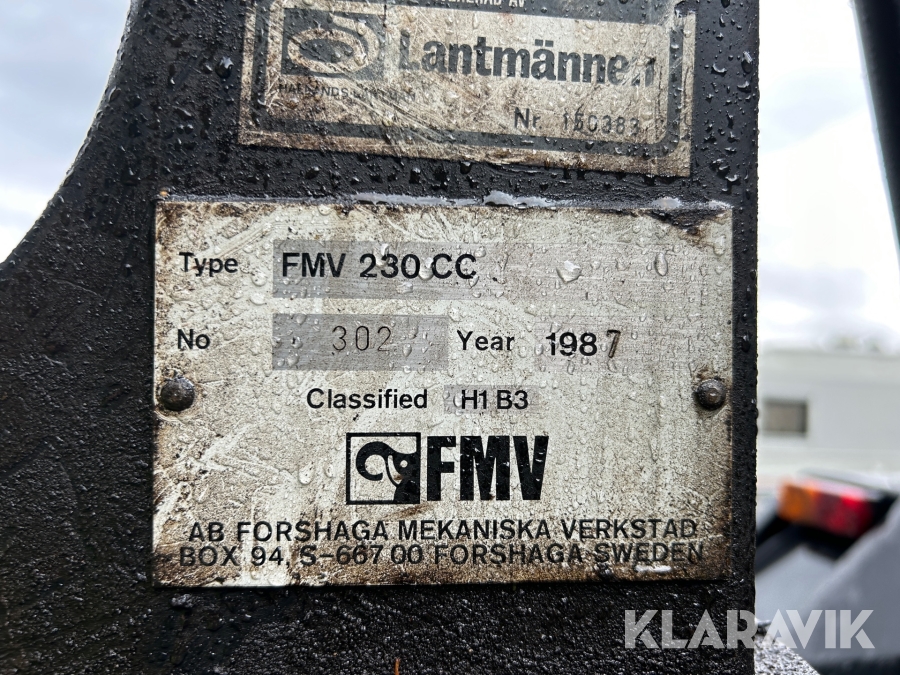 AV
Lantmännen
Nr 150383
Type FMV 230 CC
No 302 Year 1987
Classified H1 B3
FMV
AB FORSHAGA MEKANISKA VERKSTAD
BOX 94, S-667 00 FORSHAGA SWEDEN
KLARAVIK